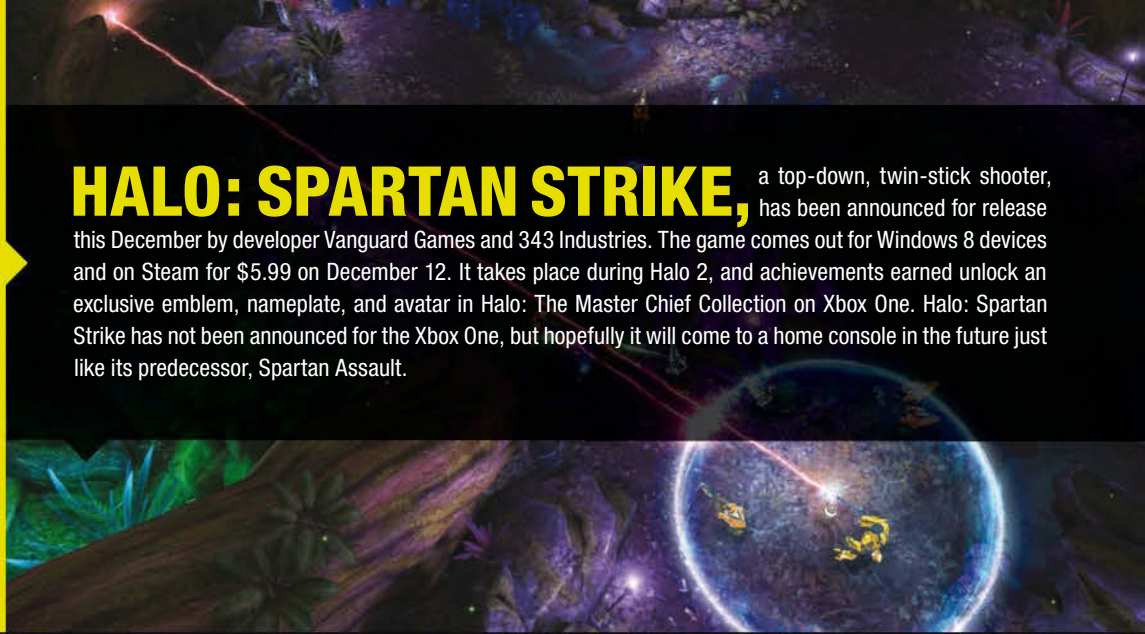 HALO: SPARTAN STRIKE, a top-down, twin-stick shooter,
has been announced for release
this December by developer Vanguard Games and 343 Industries. The game comes out for Windows 8 devices
and on Steam for $5.99 on December 12. It takes place during Halo 2, and achievements earned unlock an
exclusive emblem, nameplate, and avatar in Halo: The Master Chief Collection on Xbox One. Halo: Spartan
Strike has not been announced for the Xbox One, but hopefully it will come to a home console in the future just
like its predecessor, Spartan Assault.